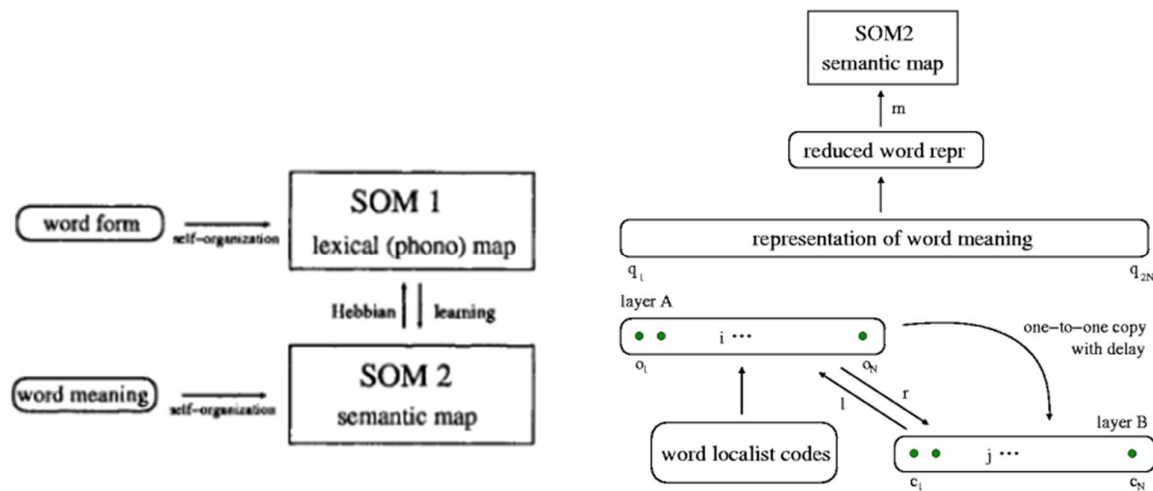 word form
self-organization
SOM 1
lexical (phono) map
Hebbian
learning
word meaning
self-organization
SOM 2
semantic map
SOM2
semantic map
m
reduced word repr
representation of word meaning
q₁
q₂N
layer A
i ...
o₁
o_N
one-to-one copy
with delay
l
r
word localist codes
layer B
j ...
c₁
c_N